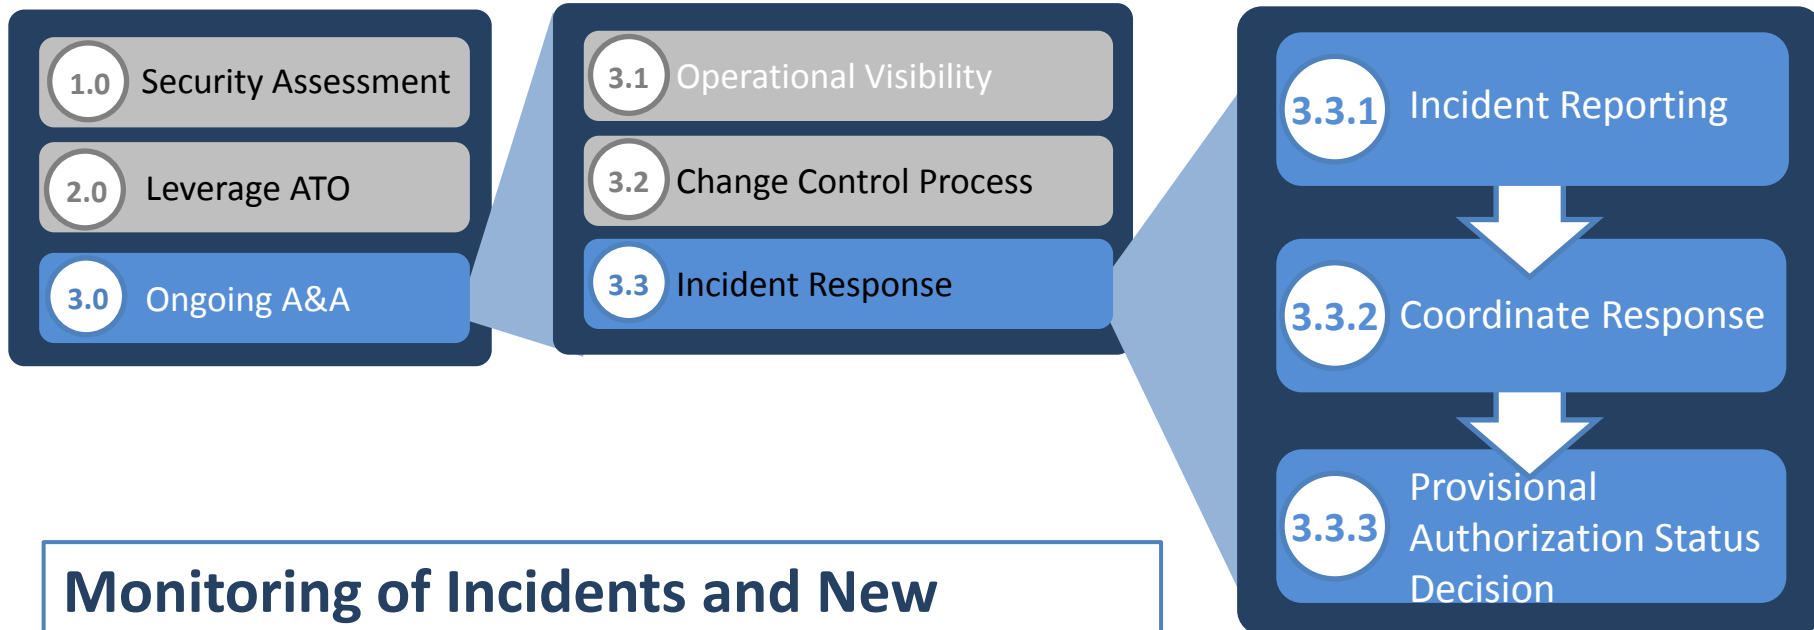 1.0 Security Assessment
2.0 Leverage ATO
3.0 Ongoing A&A
3.1 Operational Visibility
3.2 Change Control Process
3.3 Incident Response
3.3.1 Incident Reporting
3.3.2 Coordinate Response
3.3.3 Provisional
Authorization Status
Decision
Monitoring of Incidents and New